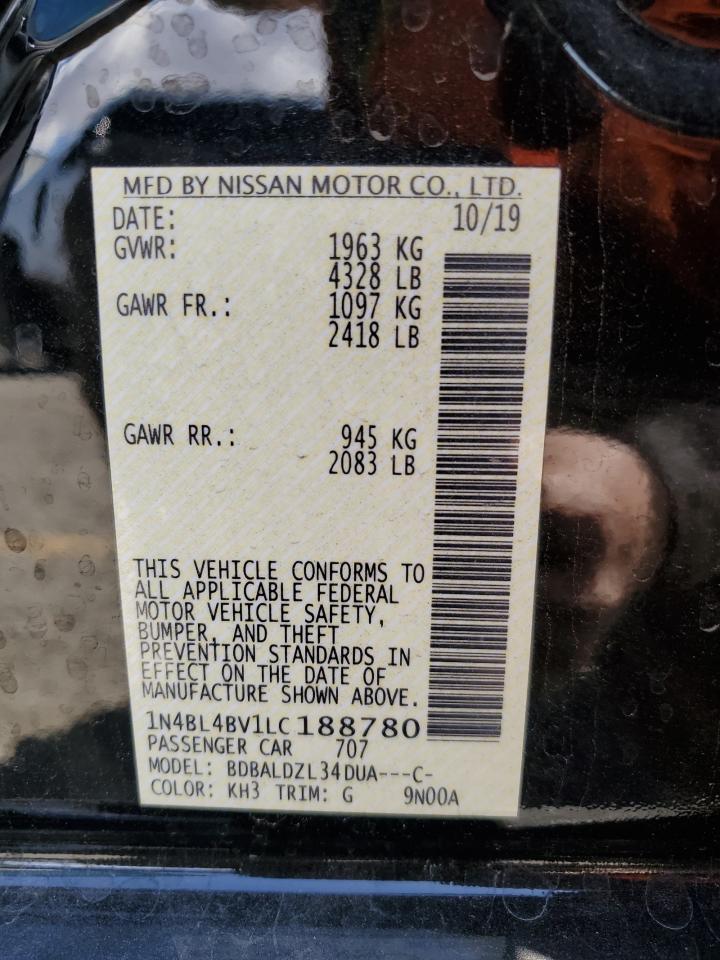 MFD BY NISSAN MOTOR CO., LTD.
DATE: 10/19
GVWR: 1963 KG
4328 LB
GAWR FR.: 1097 KG
2418 LB
GAWR RR.: 945 KG
2083 LB
THIS VEHICLE CONFORMS TO
ALL APPLICABLE FEDERAL
MOTOR VEHICLE SAFETY,
BUMPER, AND THEFT
PREVENTION STANDARDS IN
EFFECT ON THE DATE OF
MANUFACTURE SHOWN ABOVE.
1N4BL4BV1LC188780
PASSENGER CAR 707
MODEL: BDBALDZL34DUA---C-
COLOR: KH3 TRIM: G 9N00A